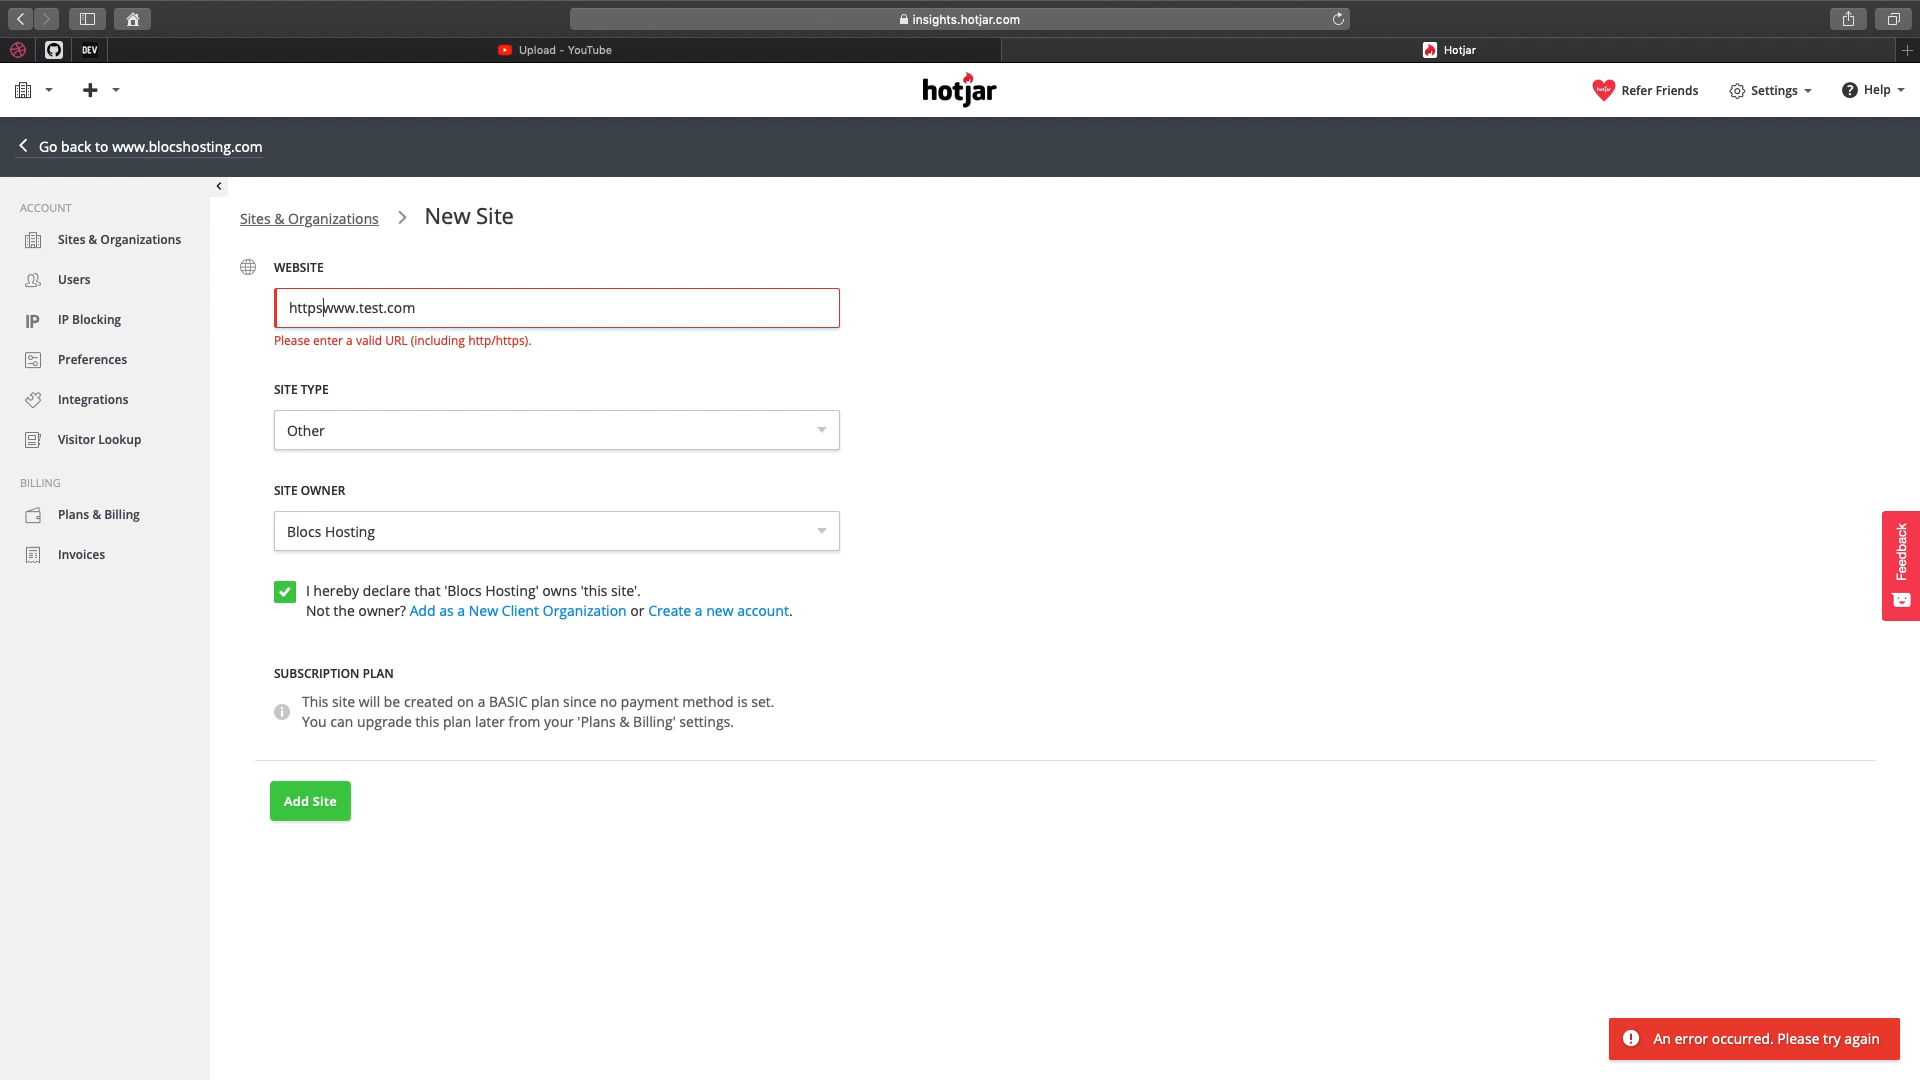 insights.hotjar.com
DEV
Upload - YouTube
Hotjar
hotjar
Refer Friends
Settings
Help
Go back to www.blocshosting.com
ACCOUNT
Sites & Organizations
Users
IP
IP Blocking
Preferences
Integrations
Visitor Lookup
BILLING
Plans & Billing
Invoices
Sites & Organizations > New Site
WEBSITE
httpswww.test.com
Please enter a valid URL (including http/https).
SITE TYPE
Other
SITE OWNER
Blocs Hosting
I hereby declare that 'Blocs Hosting' owns 'this site'.
Not the owner? Add as a New Client Organization or Create a new account.
SUBSCRIPTION PLAN
This site will be created on a BASIC plan since no payment method is set.
You can upgrade this plan later from your 'Plans & Billing' settings.
Add Site
Feedback
An error occurred. Please try again